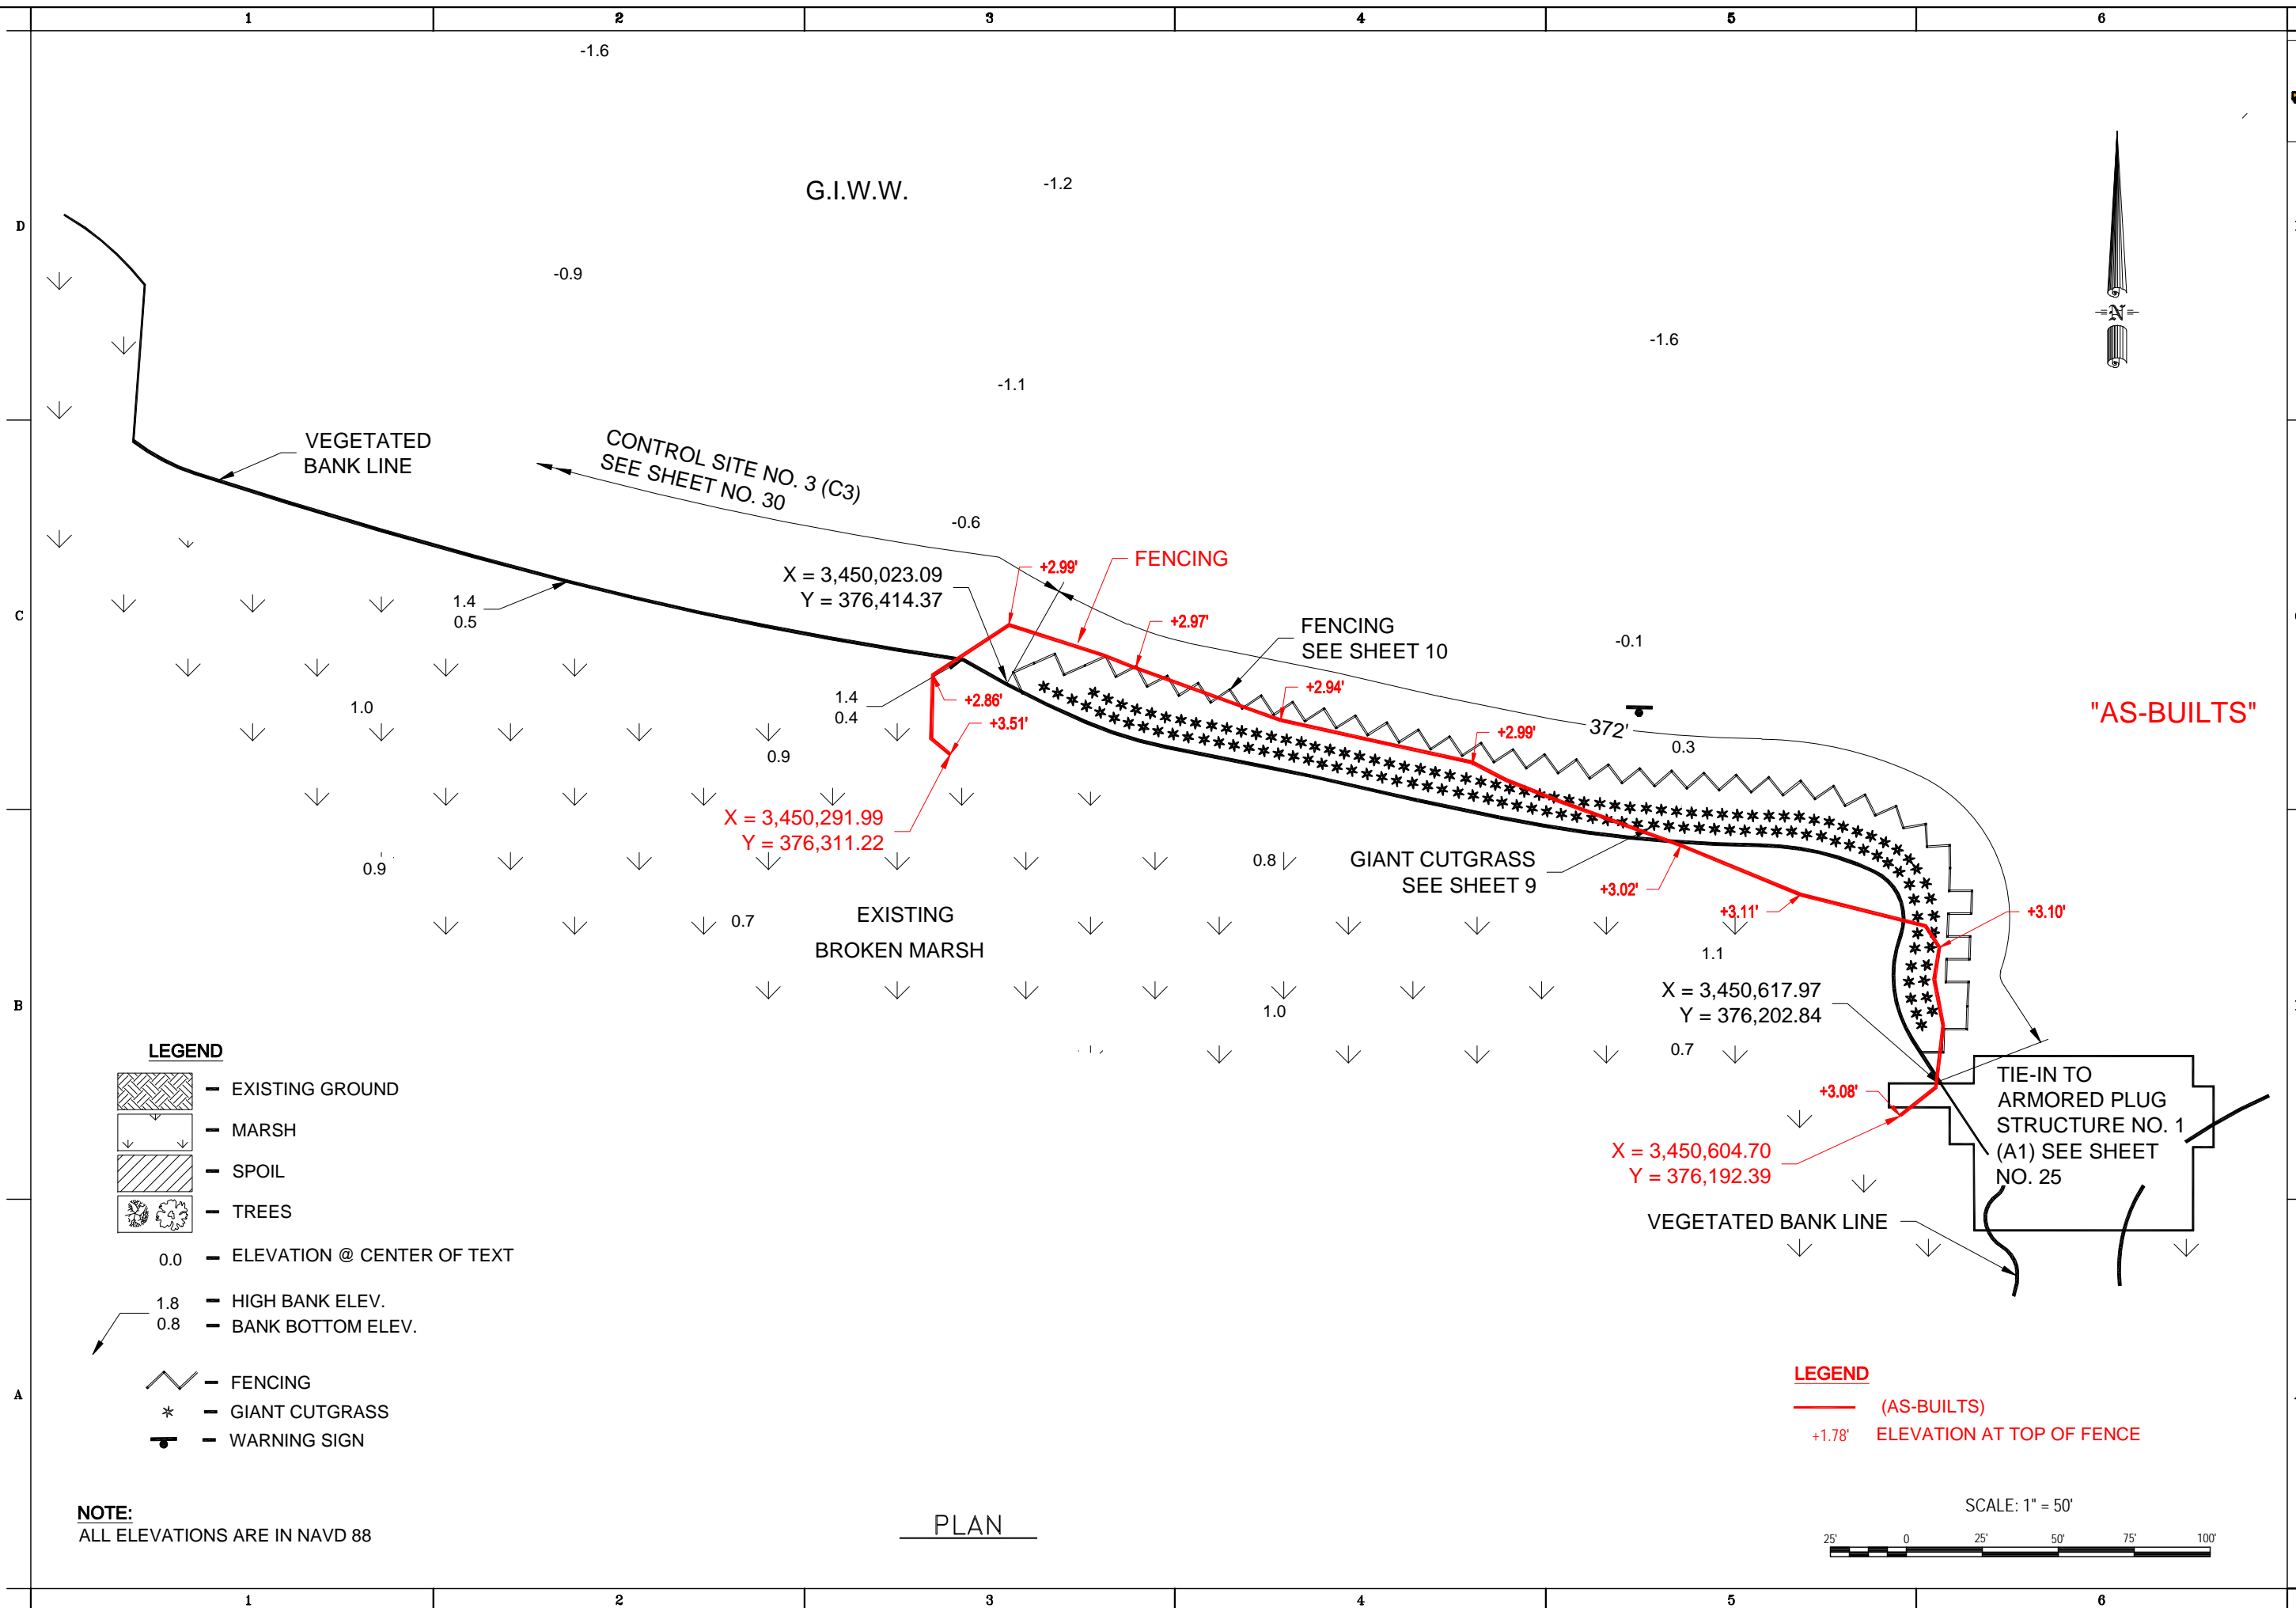 1 2 3 4 5 6
-1.6
G.I.W.W.
-1.2
D
-0.9
N
-1.6
-1.1
VEGETATED
BANK LINE
CONTROL SITE NO. 3 (C3)
SEE SHEET NO. 30
-0.6
+2.99'
FENCING
X = 3,450,023.09
Y = 376,414.37
1.4
0.5
C
+2.97'
FENCING
SEE SHEET 10
-0.1
1.0
1.4
0.4
+2.86'
+3.51'
+2.94'
372'
0.3
"AS-BUILTS"
0.9
+2.99'
X = 3,450,291.99
Y = 376,311.22
0.9
0.8
GIANT CUTGRASS
SEE SHEET 9
+3.02'
+3.11'
+3.10'
0.7
EXISTING
BROKEN MARSH
1.1
B
1.0
X = 3,450,617.97
Y = 376,202.84
0.7
+3.08'
TIE-IN TO
ARMORED PLUG
STRUCTURE NO. 1
(A1) SEE SHEET
NO. 25
X = 3,450,604.70
Y = 376,192.39
VEGETATED BANK LINE
LEGEND
EXISTING GROUND
MARSH
SPOIL
TREES
0.0 ELEVATION @ CENTER OF TEXT
1.8 HIGH BANK ELEV.
0.8 BANK BOTTOM ELEV.
FENCING
GIANT CUTGRASS
WARNING SIGN
A
LEGEND
(AS-BUILTS)
+1.78' ELEVATION AT TOP OF FENCE
NOTE:
ALL ELEVATIONS ARE IN NAVD 88
PLAN
SCALE: 1" = 50'
25' 0 25' 50' 75' 100'
1 2 3 4 5 6